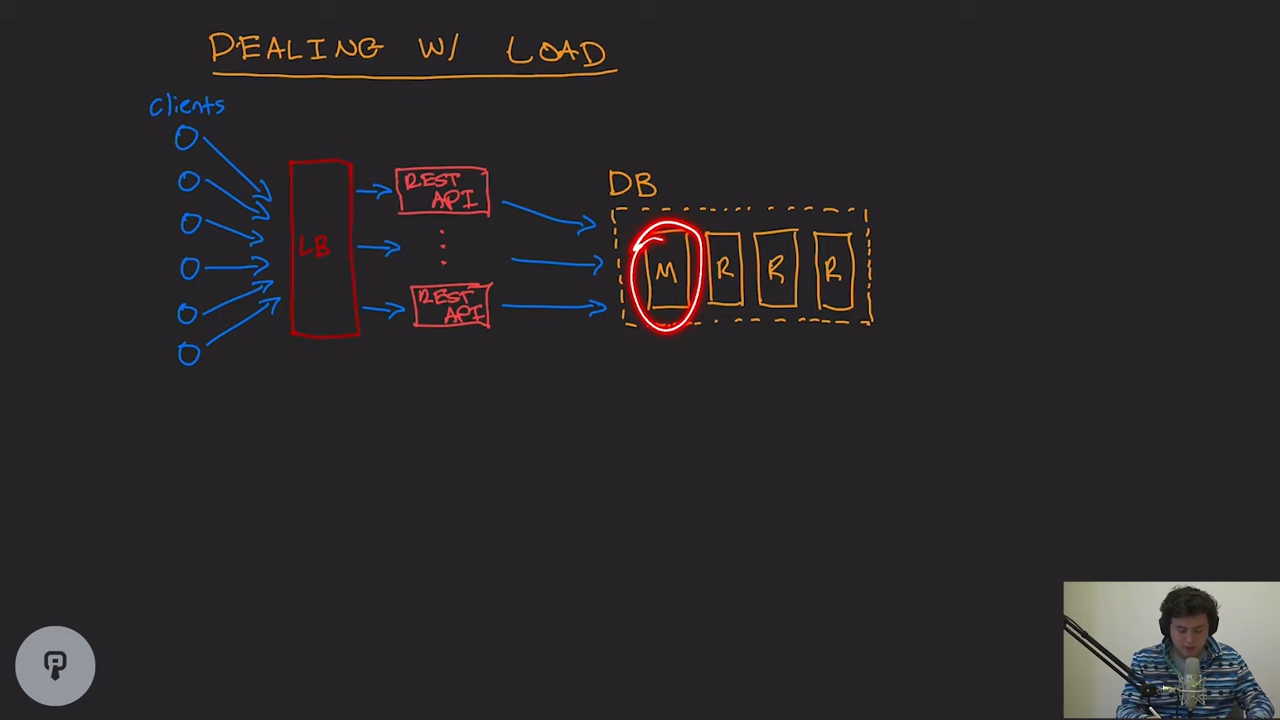 DEALING W/ LOAD
clients
LB
REST
API
REST
API
DB
M R R R